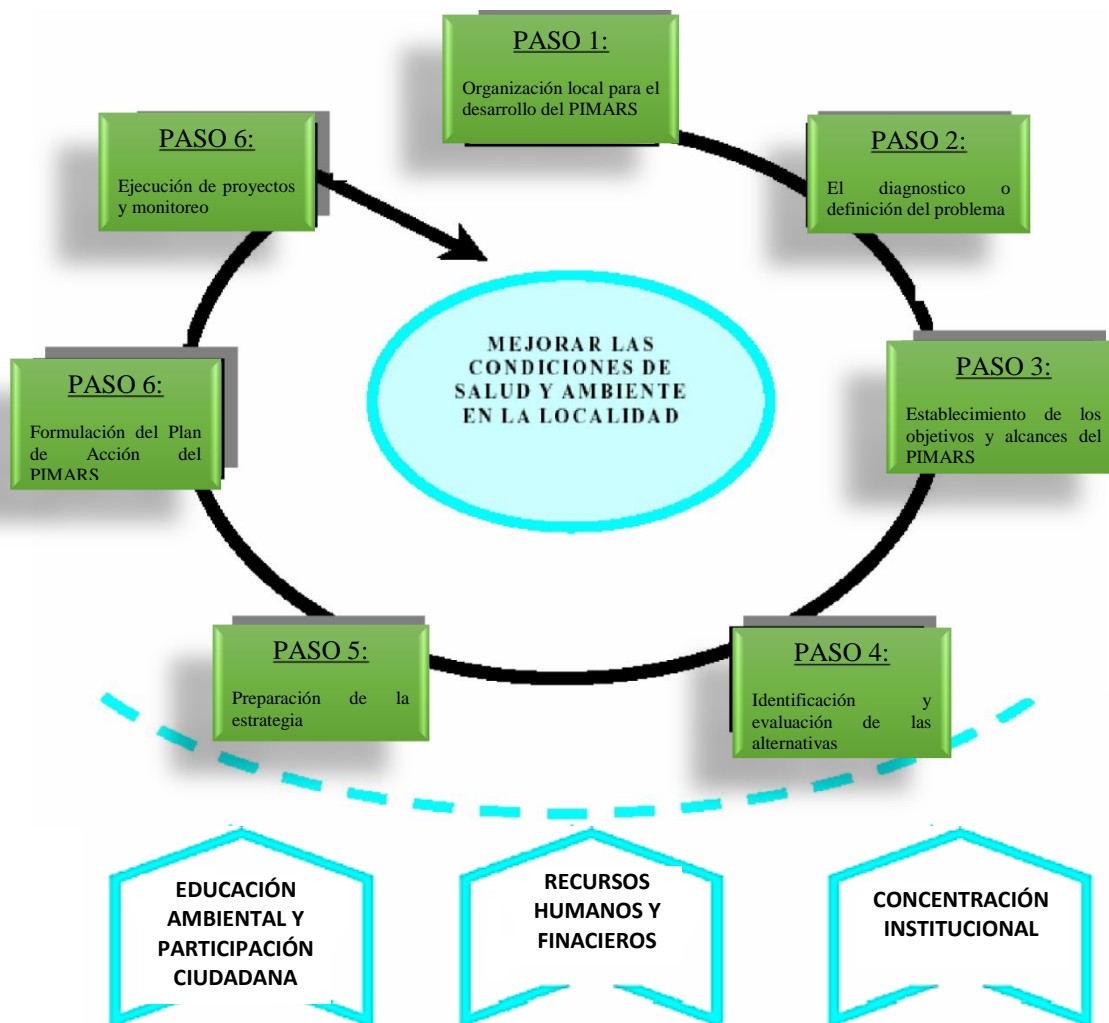 PASO 1:
Organización local para el
desarrollo del PIMARS
PASO 2:
El diagnostico o
definición del problema
PASO 3:
Establecimiento de los
objetivos y alcances del
PIMARS
PASO 4:
Identificación y
evaluación de las
alternativas
PASO 5:
Preparación de la
estrategia
PASO 6:
Formulación del Plan
de Acción del
PIMARS
PASO 6:
Ejecución de proyectos
y monitoreo
MEJORAR LAS
CONDICIONES DE
SALUD Y AMBIENTE
EN LA LOCALIDAD
EDUCACIÓN
AMBIENTAL Y
PARTICIPACIÓN
CIUDADANA
RECURSOS
HUMANOS Y
FINACIEROS
CONCENTRACIÓN
INSTITUCIONAL